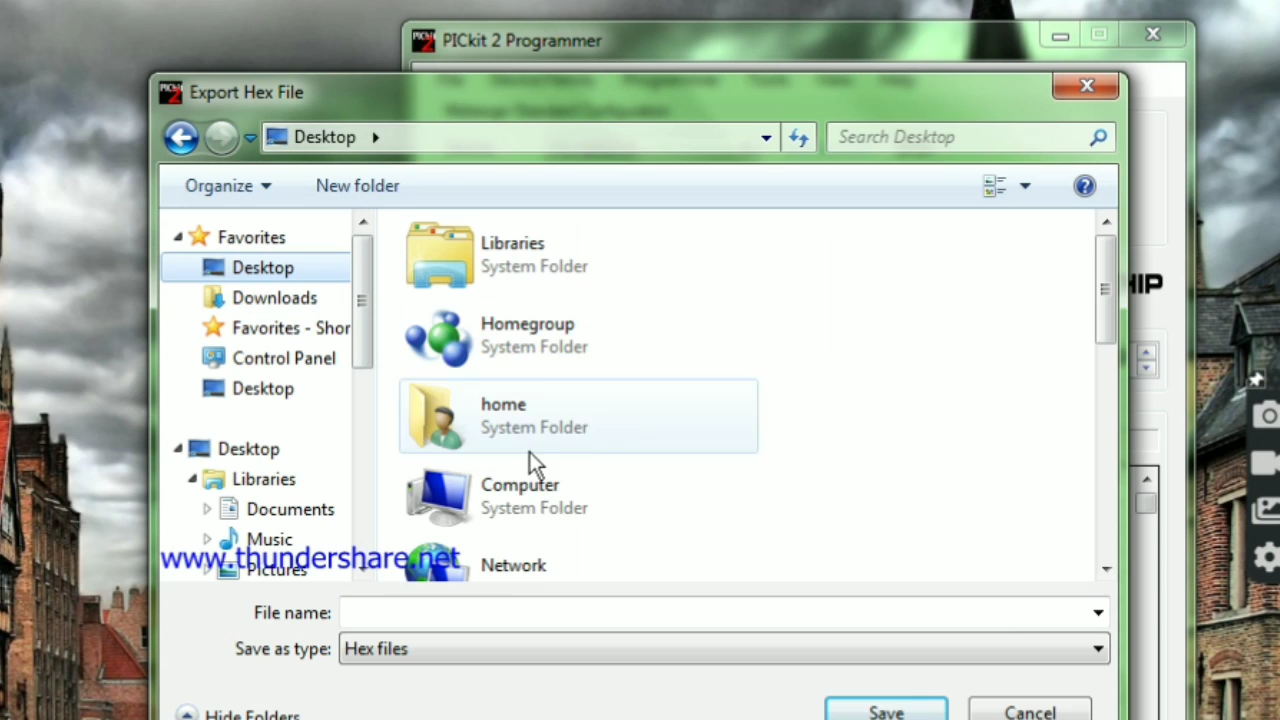 PICkit 2 Programmer
Export Hex File
Desktop
Search Desktop
Organize
New folder
Favorites
Desktop
Downloads
Favorites - Shor
Control Panel
Desktop
Desktop
Libraries
Documents
Music
Pictures
Libraries
System Folder
Homegroup
System Folder
home
System Folder
Computer
System Folder
Network
www.thundershare.net
File name:
Save as type: Hex files
Hide Folders
Save
Cancel